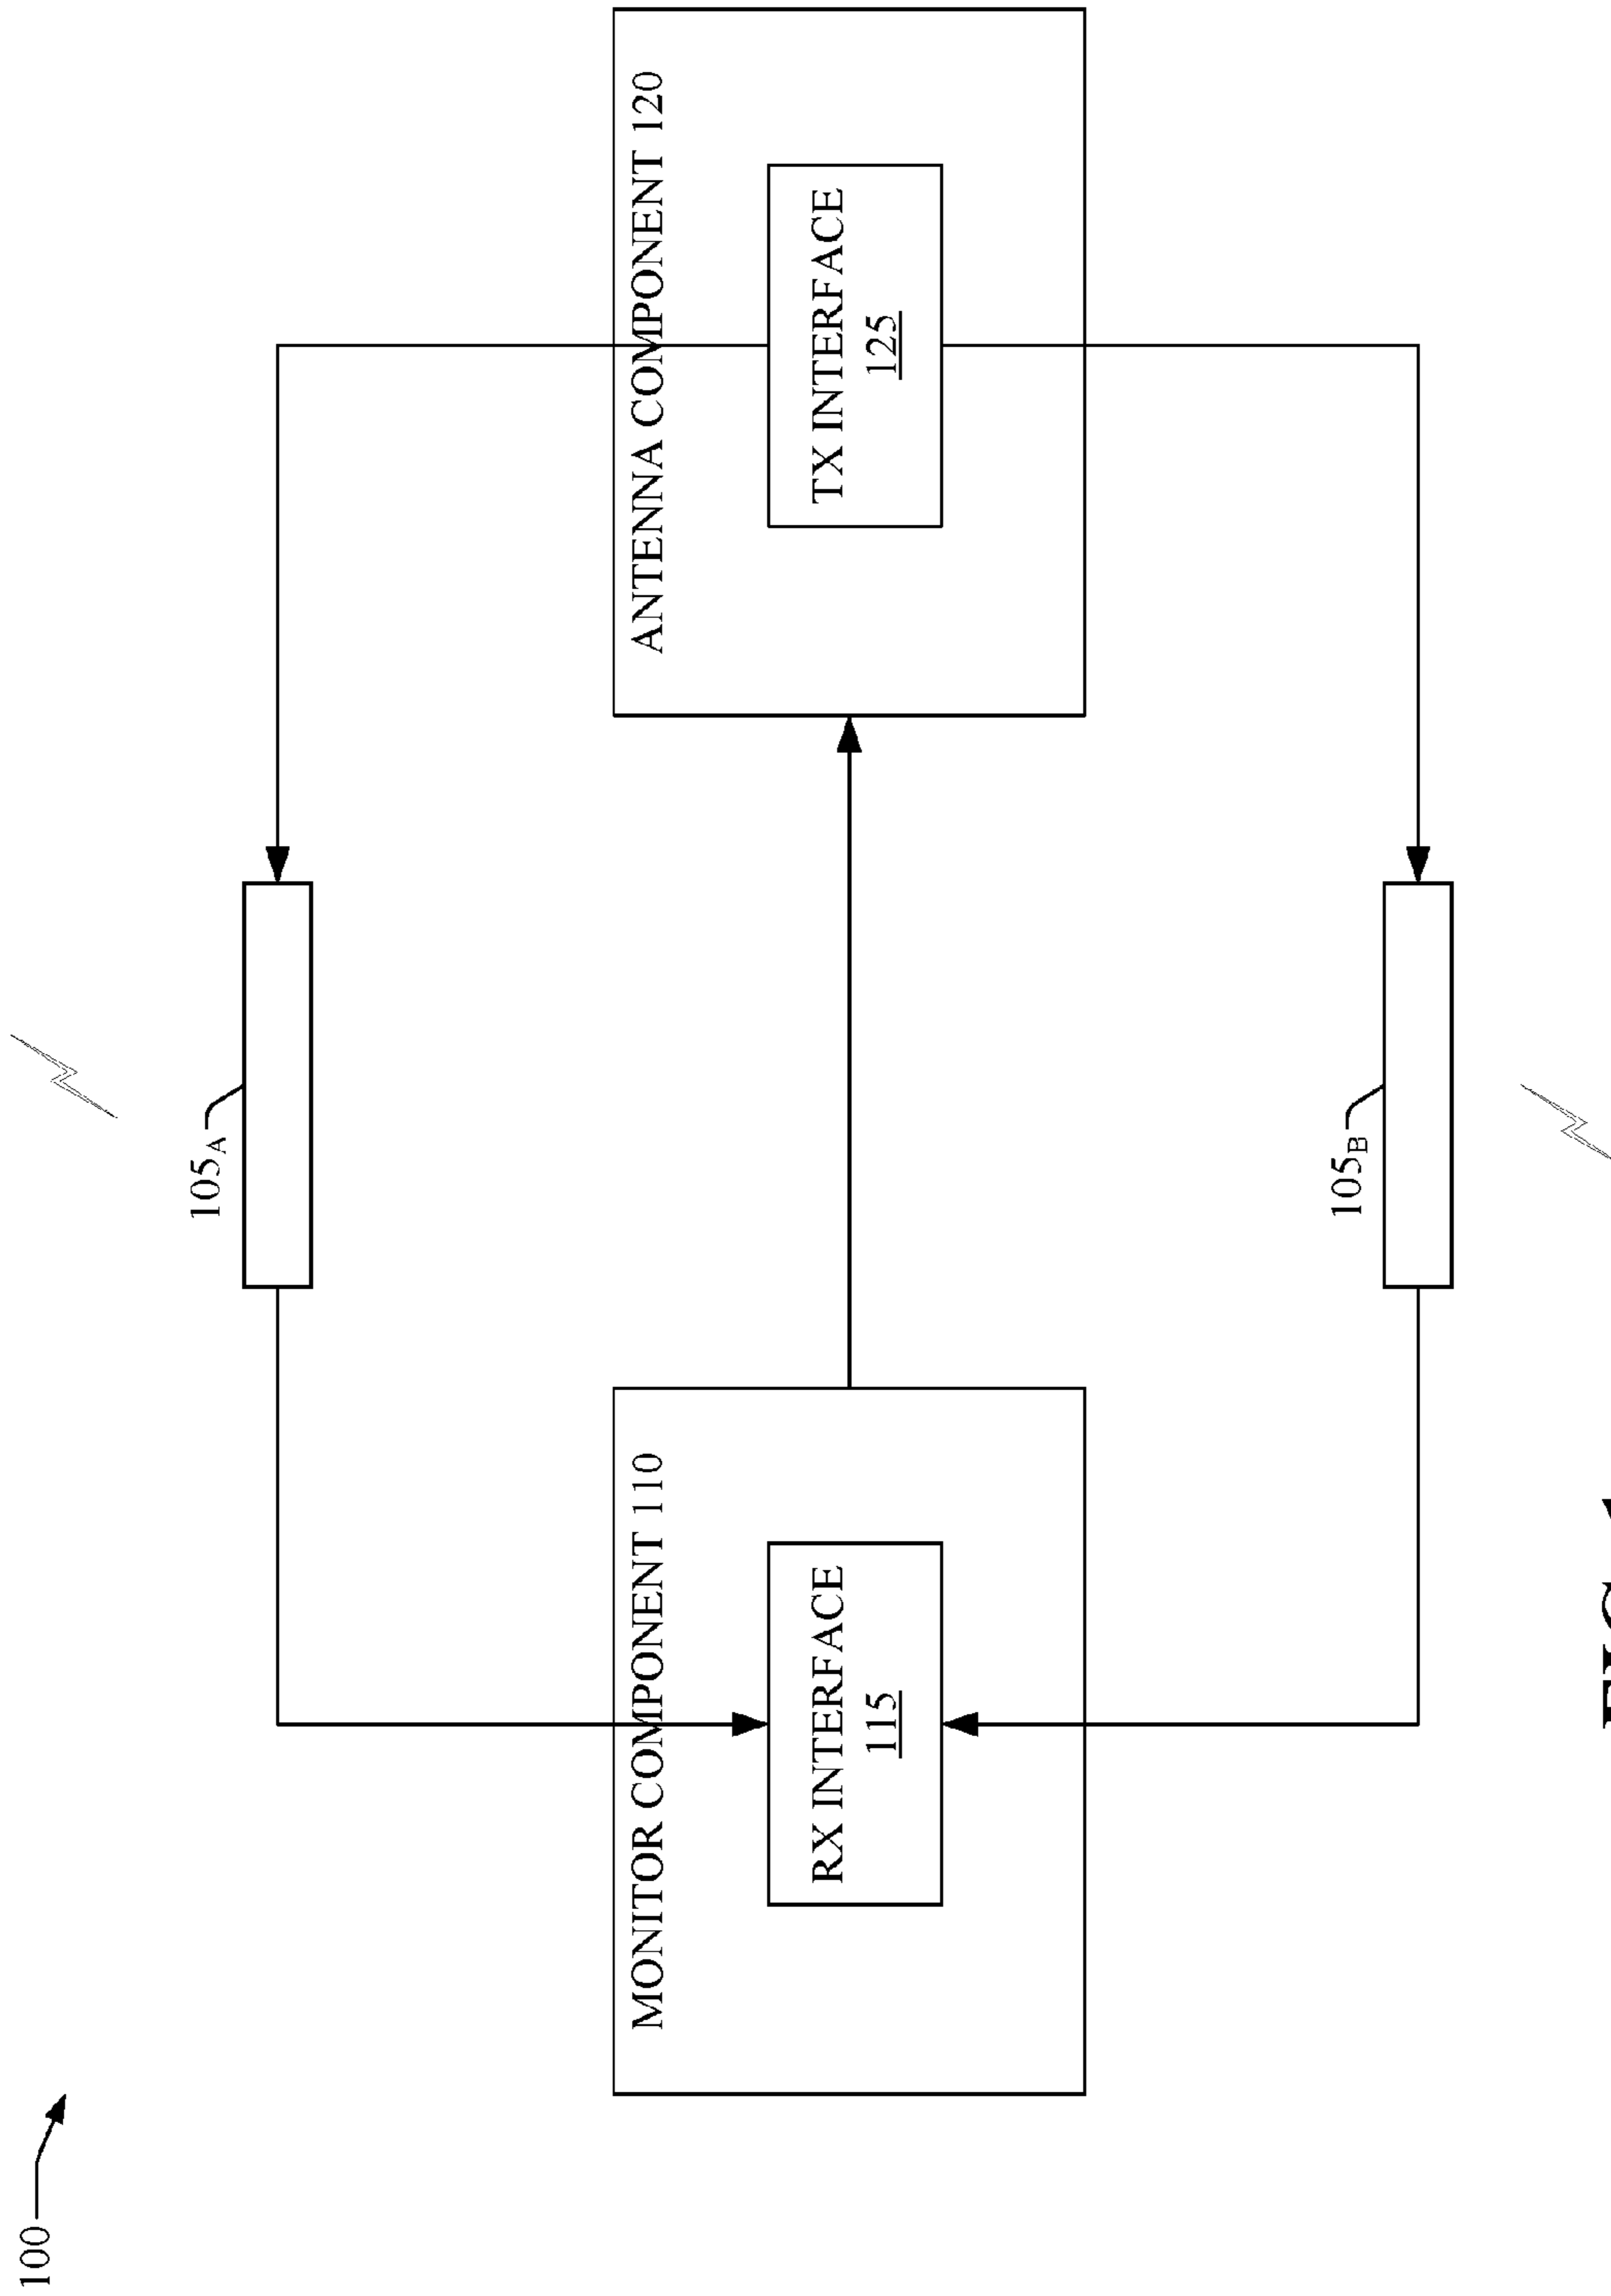 100
105A
MONITOR COMPONENT 110
RX INTERFACE
115
ANTENNA COMPONENT 120
TX INTERFACE
125
105B